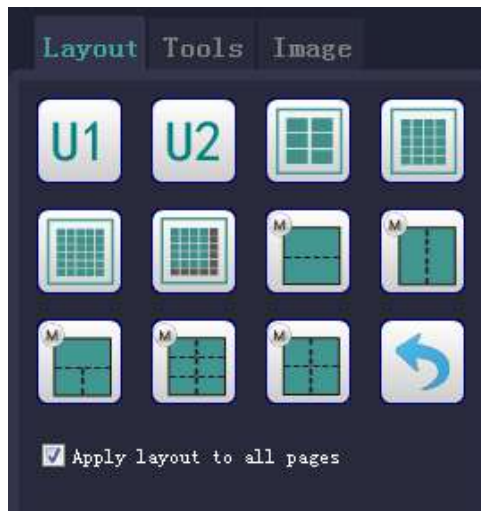 Layout Tools Image
U1 U2
M M
M M M
Apply layout to all pages